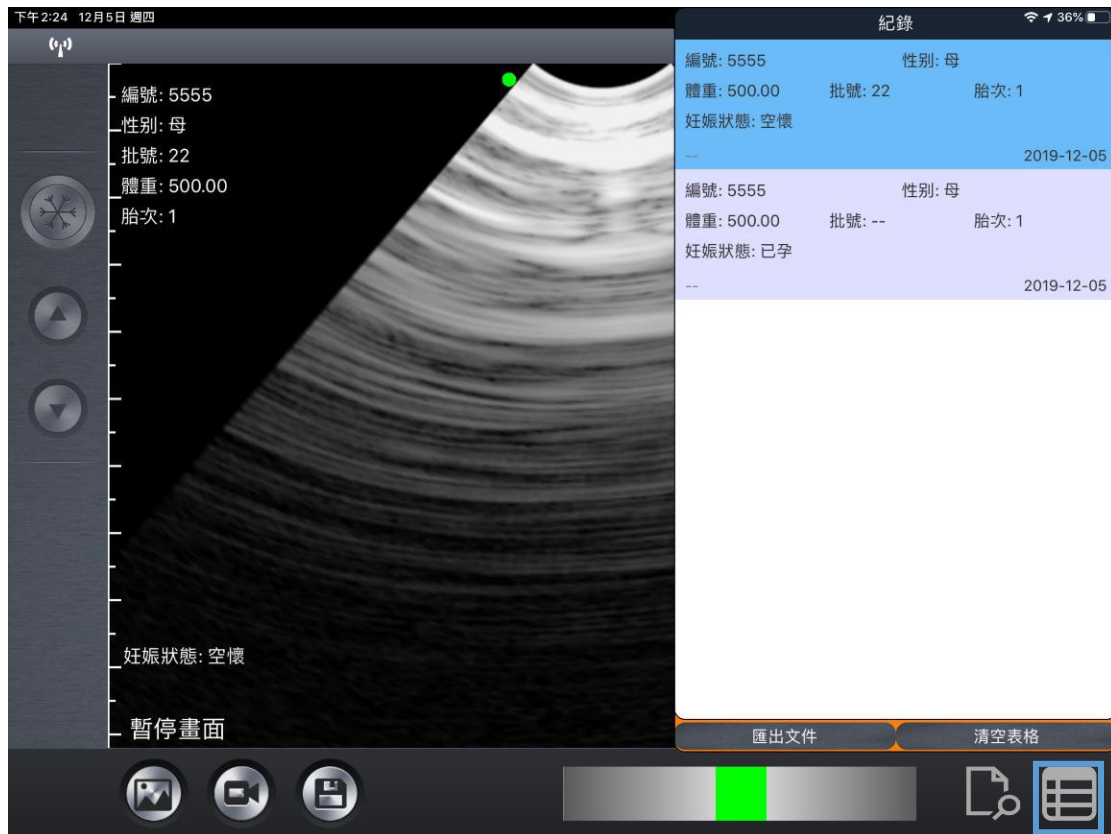 下午2:24 12月5日 週四
36%
編號: 5555
性别: 母
批號: 22
體重: 500.00
胎次: 1
妊娠狀態: 空懷
暫停畫面
紀錄
編號: 5555 性别: 母
體重: 500.00 批號: 22 胎次: 1
妊娠狀態: 空懷
-- 2019-12-05
編號: 5555 性别: 母
體重: 500.00 批號: -- 胎次: 1
妊娠狀態: 已孕
-- 2019-12-05
匯出文件 清空表格